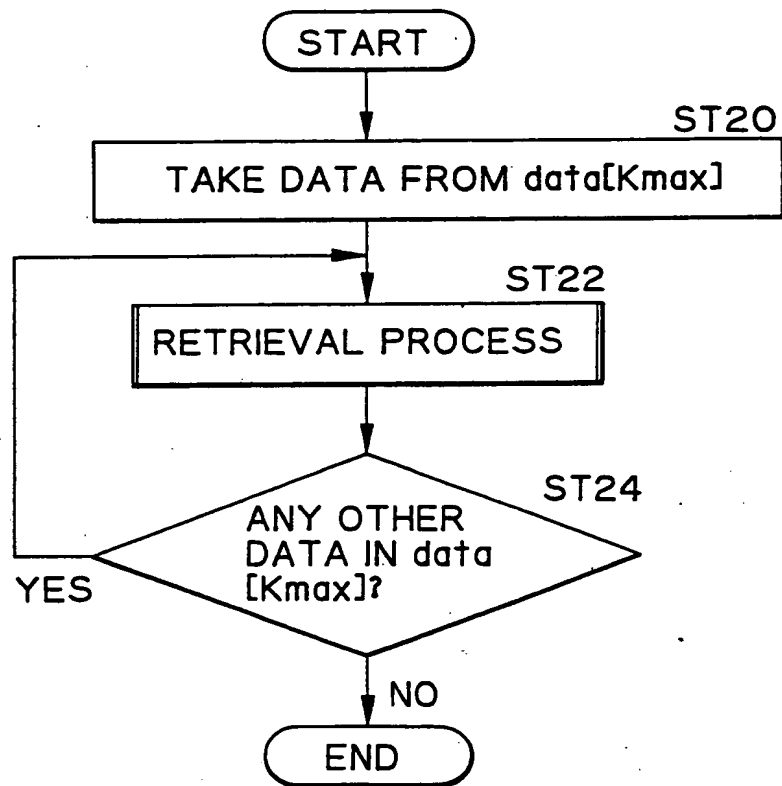 START
ST20
TAKE DATA FROM data[Kmax]
ST22
RETRIEVAL PROCESS
ST24
ANY OTHER
DATA IN data
[Kmax]?
YES
NO
END